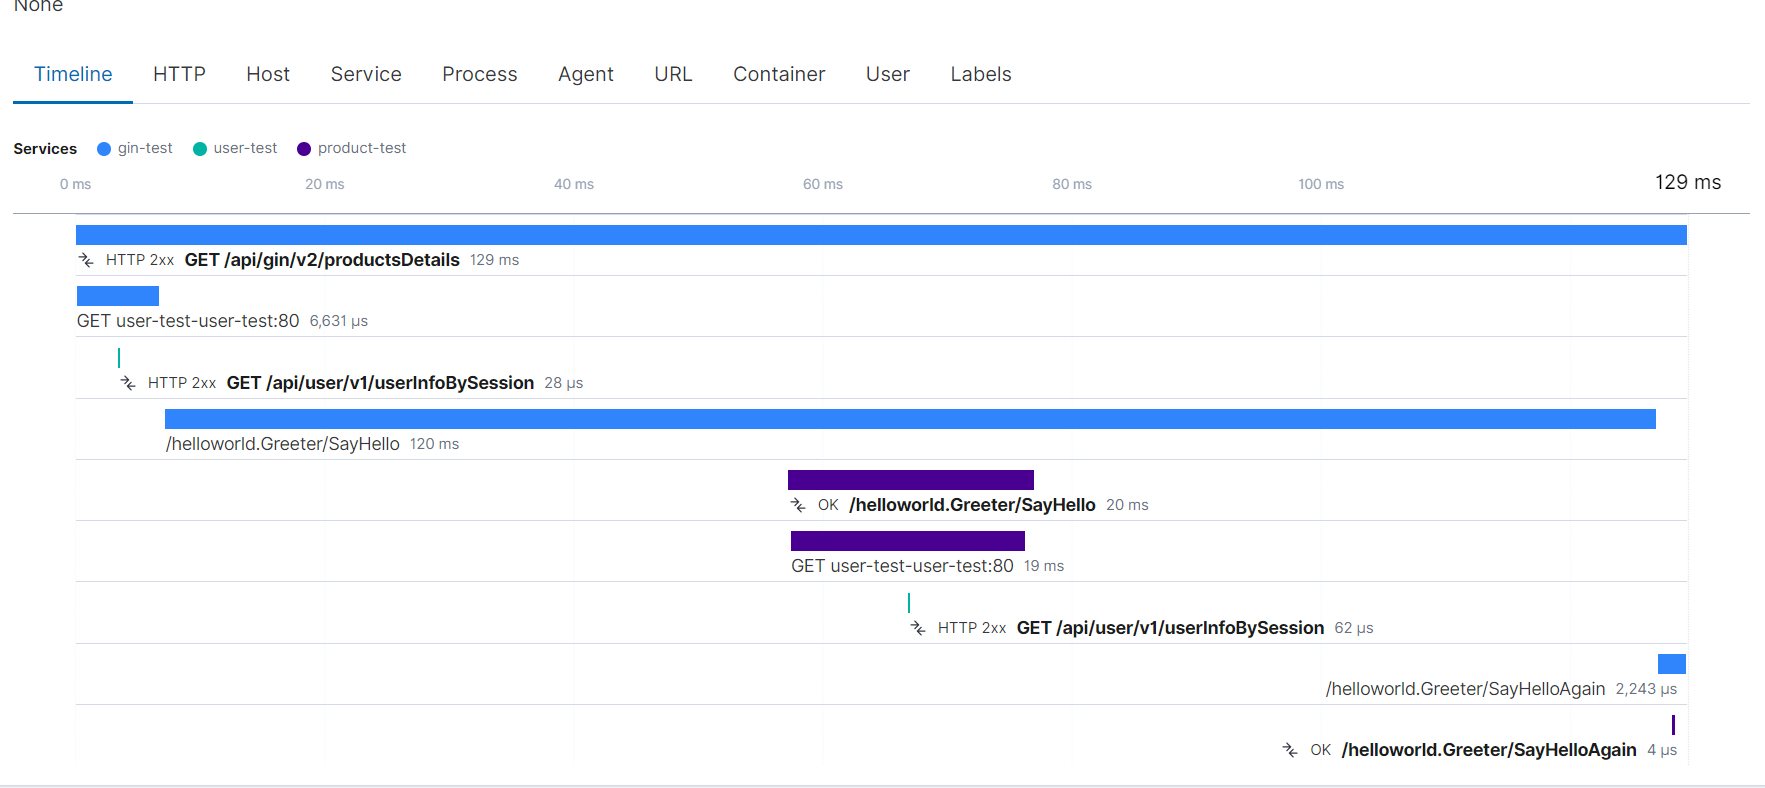 None
Timeline HTTP Host Service Process Agent URL Container User Labels
Services gin-test user-test product-test
0 ms 20 ms 40 ms 60 ms 80 ms 100 ms 129 ms
HTTP 2xx GET /api/gin/v2/productsDetails 129 ms
GET user-test-user-test:80 6,631 μs
HTTP 2xx GET /api/user/v1/userInfoBySession 28 μs
/helloworld.Greeter/SayHello 120 ms
OK /helloworld.Greeter/SayHello 20 ms
GET user-test-user-test:80 19 ms
HTTP 2xx GET /api/user/v1/userInfoBySession 62 μs
/helloworld.Greeter/SayHelloAgain 2,243 μs
OK /helloworld.Greeter/SayHelloAgain 4 μs